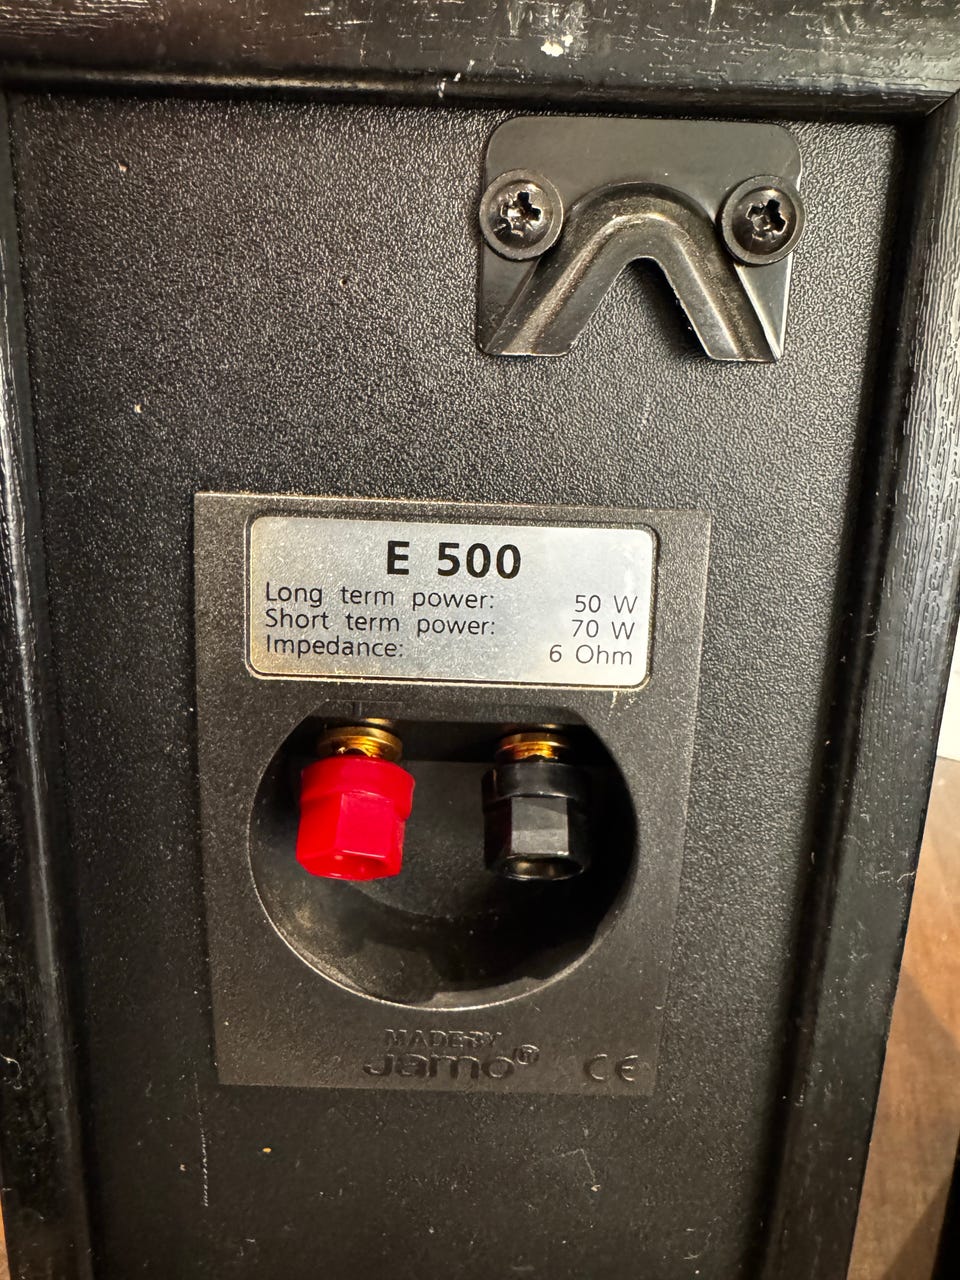 E 500
Long term power: 50 W
Short term power: 70 W
Impedance: 6 Ohm
MADE BY
Jamo
CE